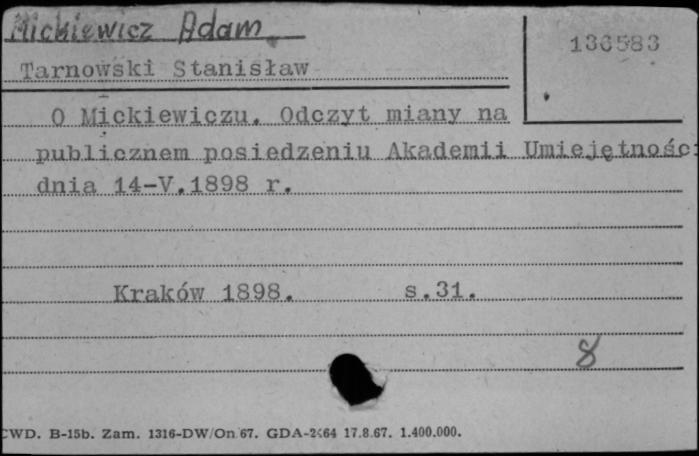 Mickiewicz Adam.
136583
Tarnowski Stanisław
O Mickiewiczu. Odczyt miany na
publicznem posiedzeniu Akademii Umiejętnośc
dnia 14-V.1898 r.
Kraków 1898. s.31.
8
CWD. B-15b. Zam. 1316-DW/On 67. GDA-2464 17.8.67. 1.400.000.